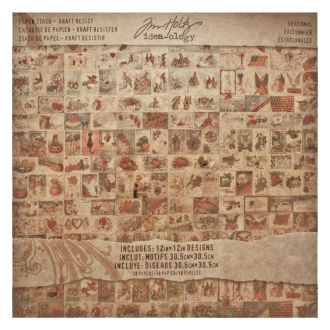 PAPER STASH - KRAFT RESIST
CACHETTE DE PAPIER - KRAFT RESISTER
STASH DE PAPEL - KRAFT RESISTIR
Tim Holtz
idea-ology
SEASONAL
SAISONNIER
ESTACIONALES
INCLUDES: 12IN×12IN DESIGNS
INCLUT: MOTIFS 30.5CM×30.5CM
INCLUYE: DISEÑOS 30.5CM×30.5CM